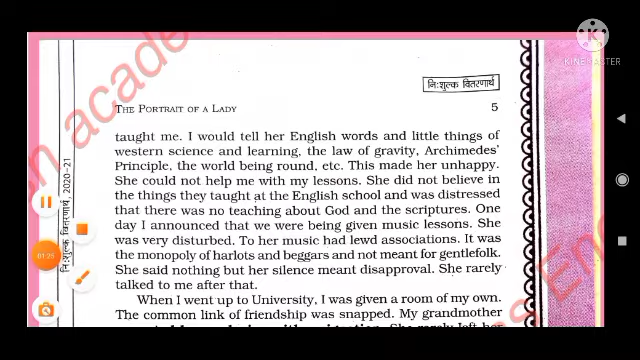 KINEMASTER
निःशुल्क वितरणार्थ
THE PORTRAIT OF A LADY 5
taught me. I would tell her English words and little things of
western science and learning, the law of gravity, Archimedes'
Principle, the world being round, etc. This made her unhappy.
She could not help me with my lessons. She did not believe in
the things they taught at the English school and was distressed
that there was no teaching about God and the scriptures. One
day I announced that we were being given music lessons. She
was very disturbed. To her music had lewd associations. It was
the monopoly of harlots and beggars and not meant for gentlefolk.
She said nothing but her silence meant disapproval. She rarely
talked to me after that.
When I went up to University, I was given a room of my own.
The common link of friendship was snapped. My grandmother
She rarely left her
निःशुल्क वितरणार्थ, 2020-21
01:25